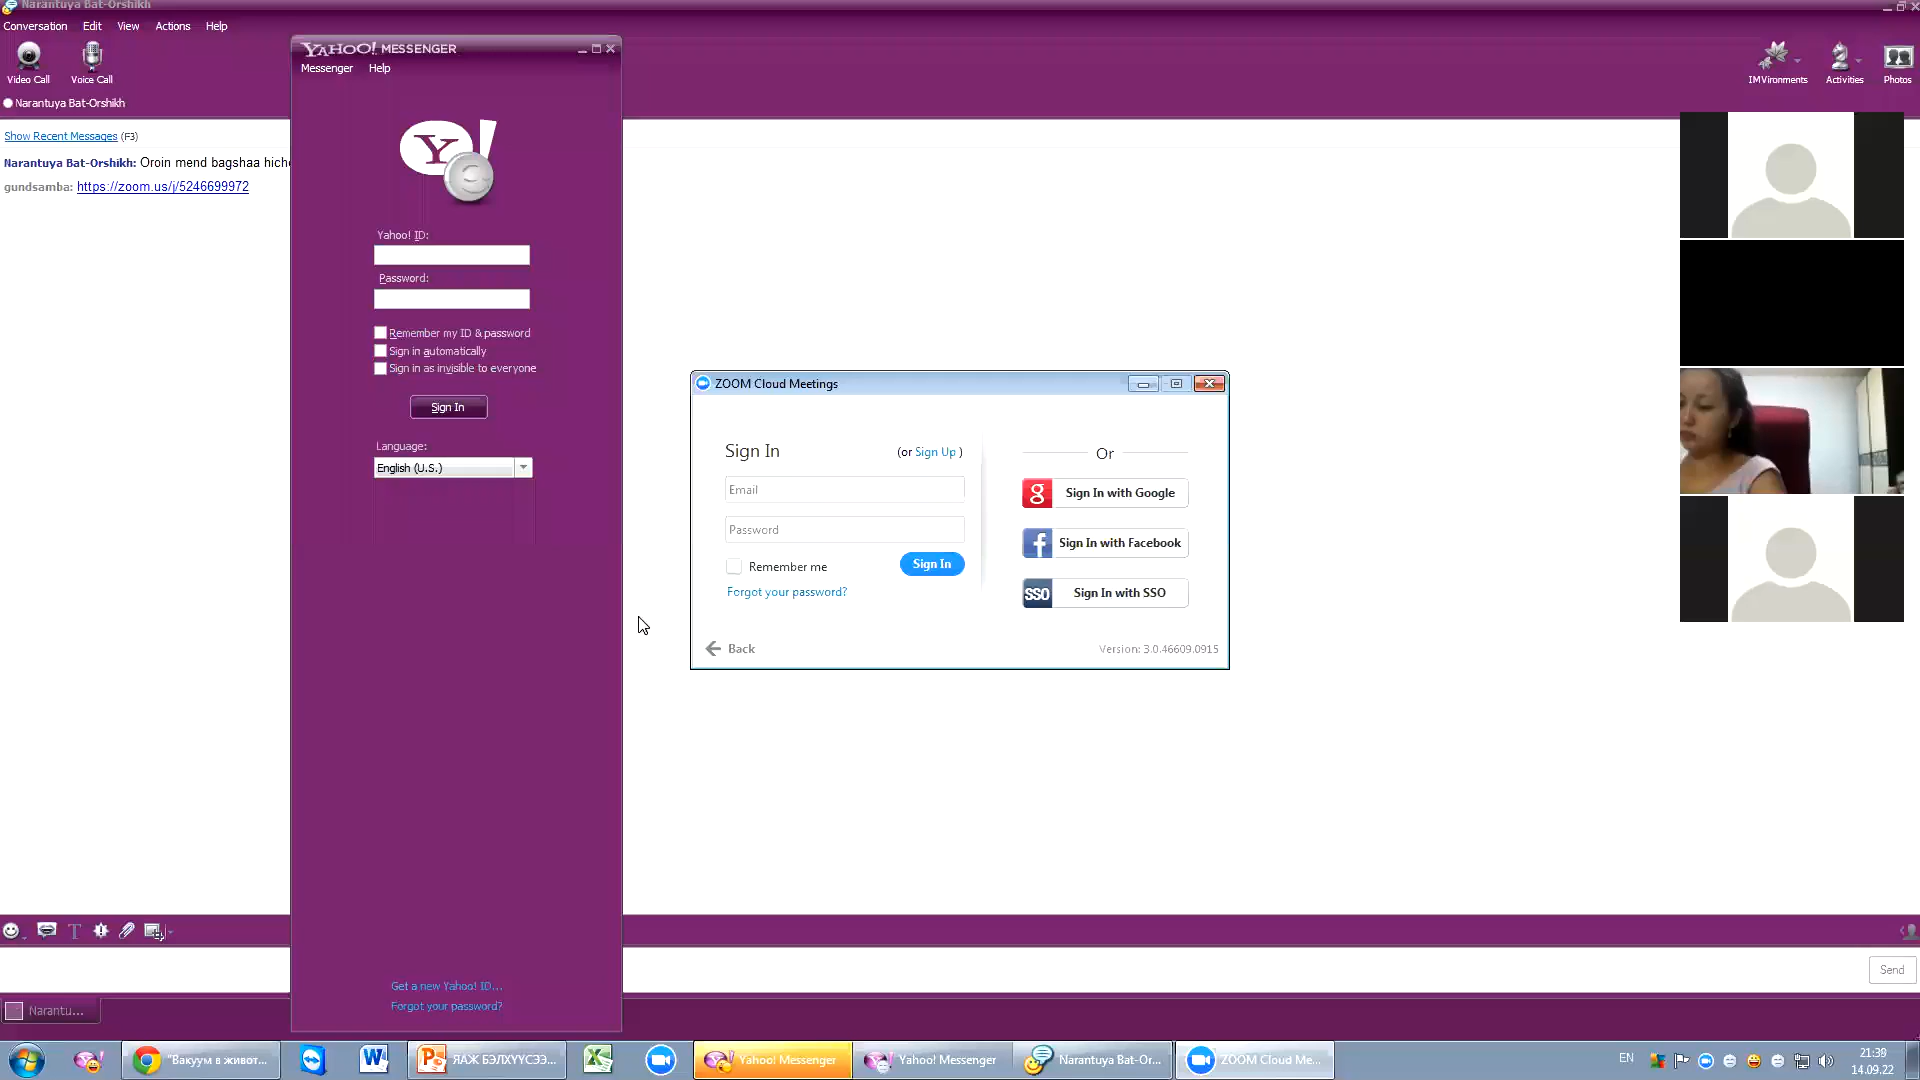 Narantuya Bat-Orshikh
Conversation Edit View Actions Help
Video Call
Voice Call
IMVironments
Activities
Photos
Narantuya Bat-Orshikh
Show Recent Messages (F3)
Narantuya Bat-Orshikh: Oroin mend bagshaa
gundsamba: https://zoom.us/j/5246699972
YAHOO! MESSENGER
Messenger Help
Y!
Yahoo! ID:
Password:
Remember my ID & password
Sign in automatically
Sign in as invisible to everyone
Sign In
Language:
English (U.S.)
Get a new Yahoo! ID...
Forgot your password?
ZOOM Cloud Meetings
Sign In
(or Sign Up )
Email
Password
Remember me
Sign In
Forgot your password?
Or
g Sign In with Google
f Sign In with Facebook
SSO Sign In with SSO
Back
Version: 3.0.46609.0915
T
Send
Narantu...
"Вакуум в живот...
ЯАЖ БЭЛХҮҮСЭЭ...
Yahoo! Messenger
Yahoo! Messenger
Narantuya Bat-Or...
ZOOM Cloud Me...
EN
21:39
14.09.22